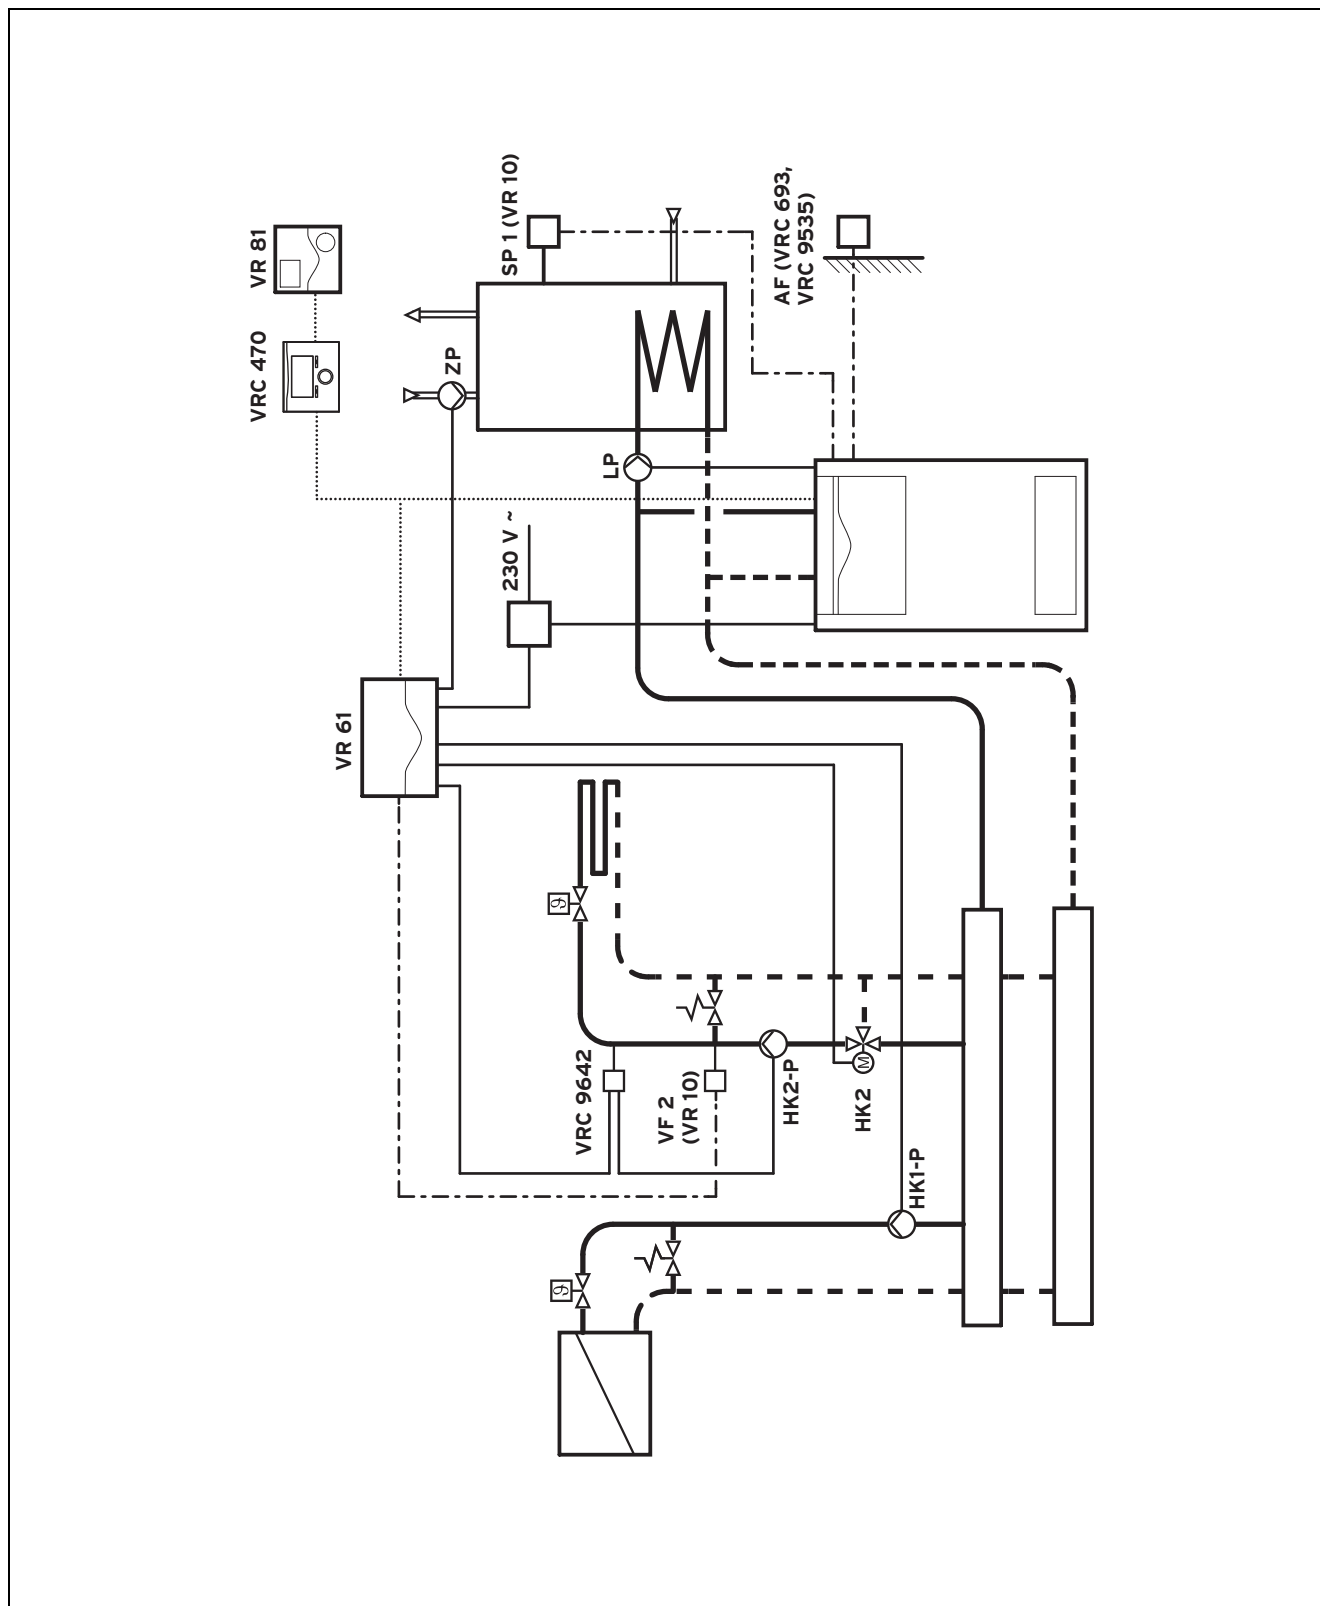 VRC 470
VR 81
VR 61
ZP
230 V ~
SP 1 (VR 10)
ϑ
ϑ
VRC 9642
LP
VF 2
(VR 10)
AF (VRC 693,
VRC 9535)
HK2-P
HK2
M
HK1-P